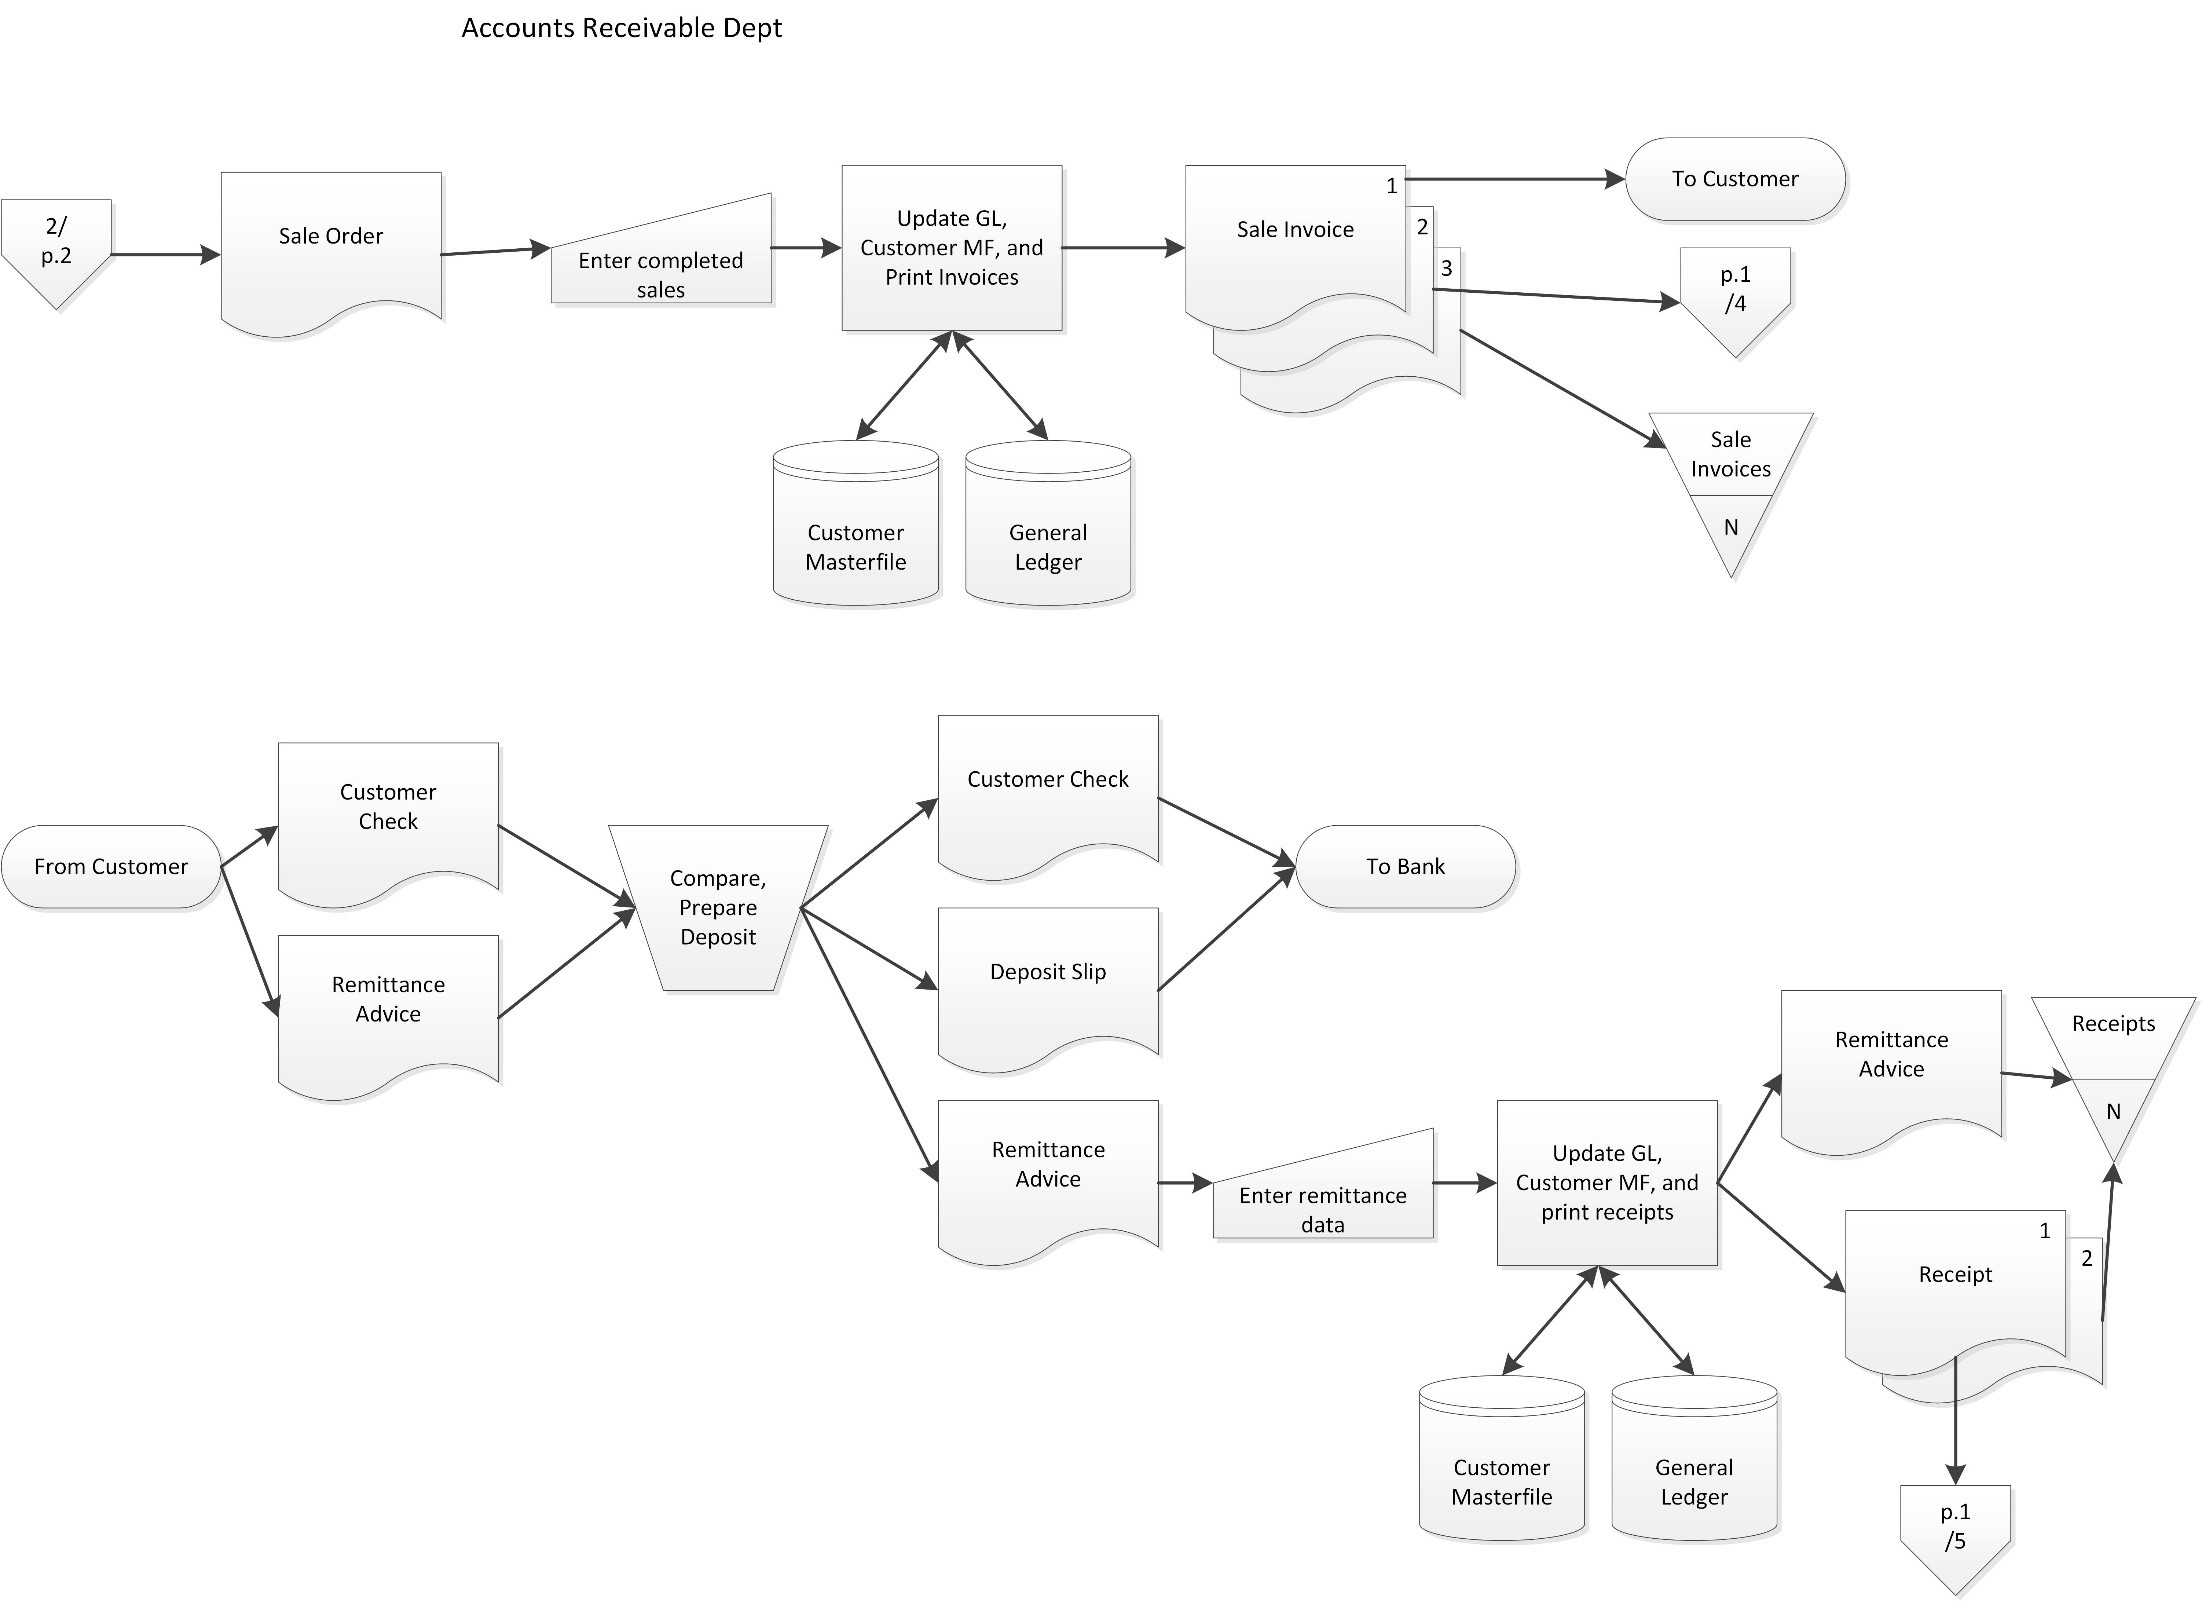 Accounts Receivable Dept
2/
p.2
Sale Order
Enter completed
sales
Update GL,
Customer MF, and
Print Invoices
Customer
Masterfile
General
Ledger
Sale Invoice
1
2
3
To Customer
p.1
/4
Sale
Invoices
N
From Customer
Customer
Check
Remittance
Advice
Compare,
Prepare
Deposit
Customer Check
Deposit Slip
To Bank
Remittance
Advice
Enter remittance
data
Update GL,
Customer MF, and
print receipts
Customer
Masterfile
General
Ledger
Remittance
Advice
Receipts
N
Receipt
1
2
p.1
/5